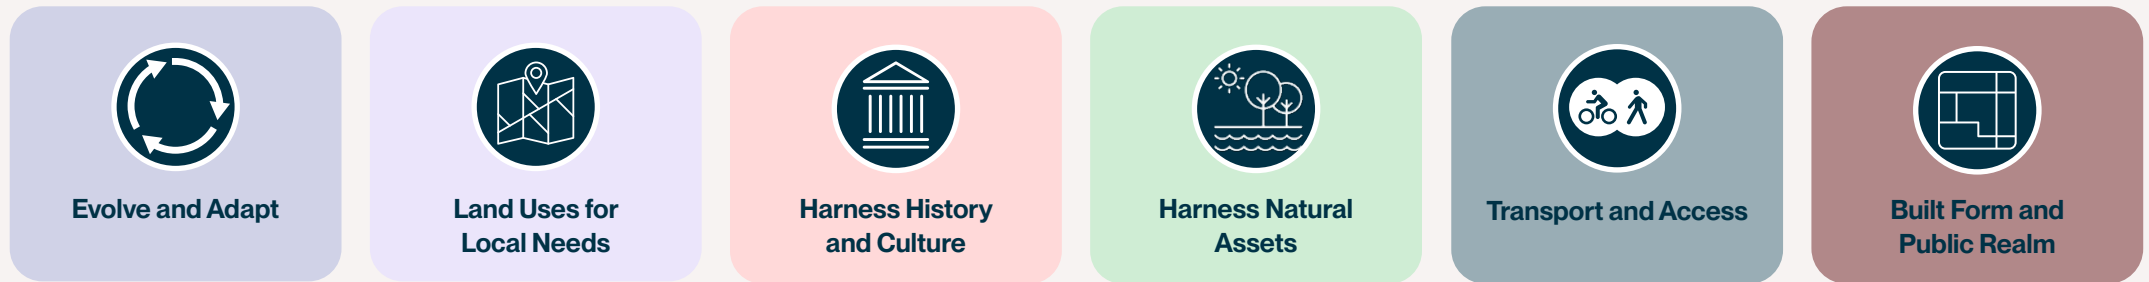 Evolve and Adapt
Land Uses for
Local Needs
Harness History
and Culture
Harness Natural
Assets
Transport and Access
Built Form and
Public Realm